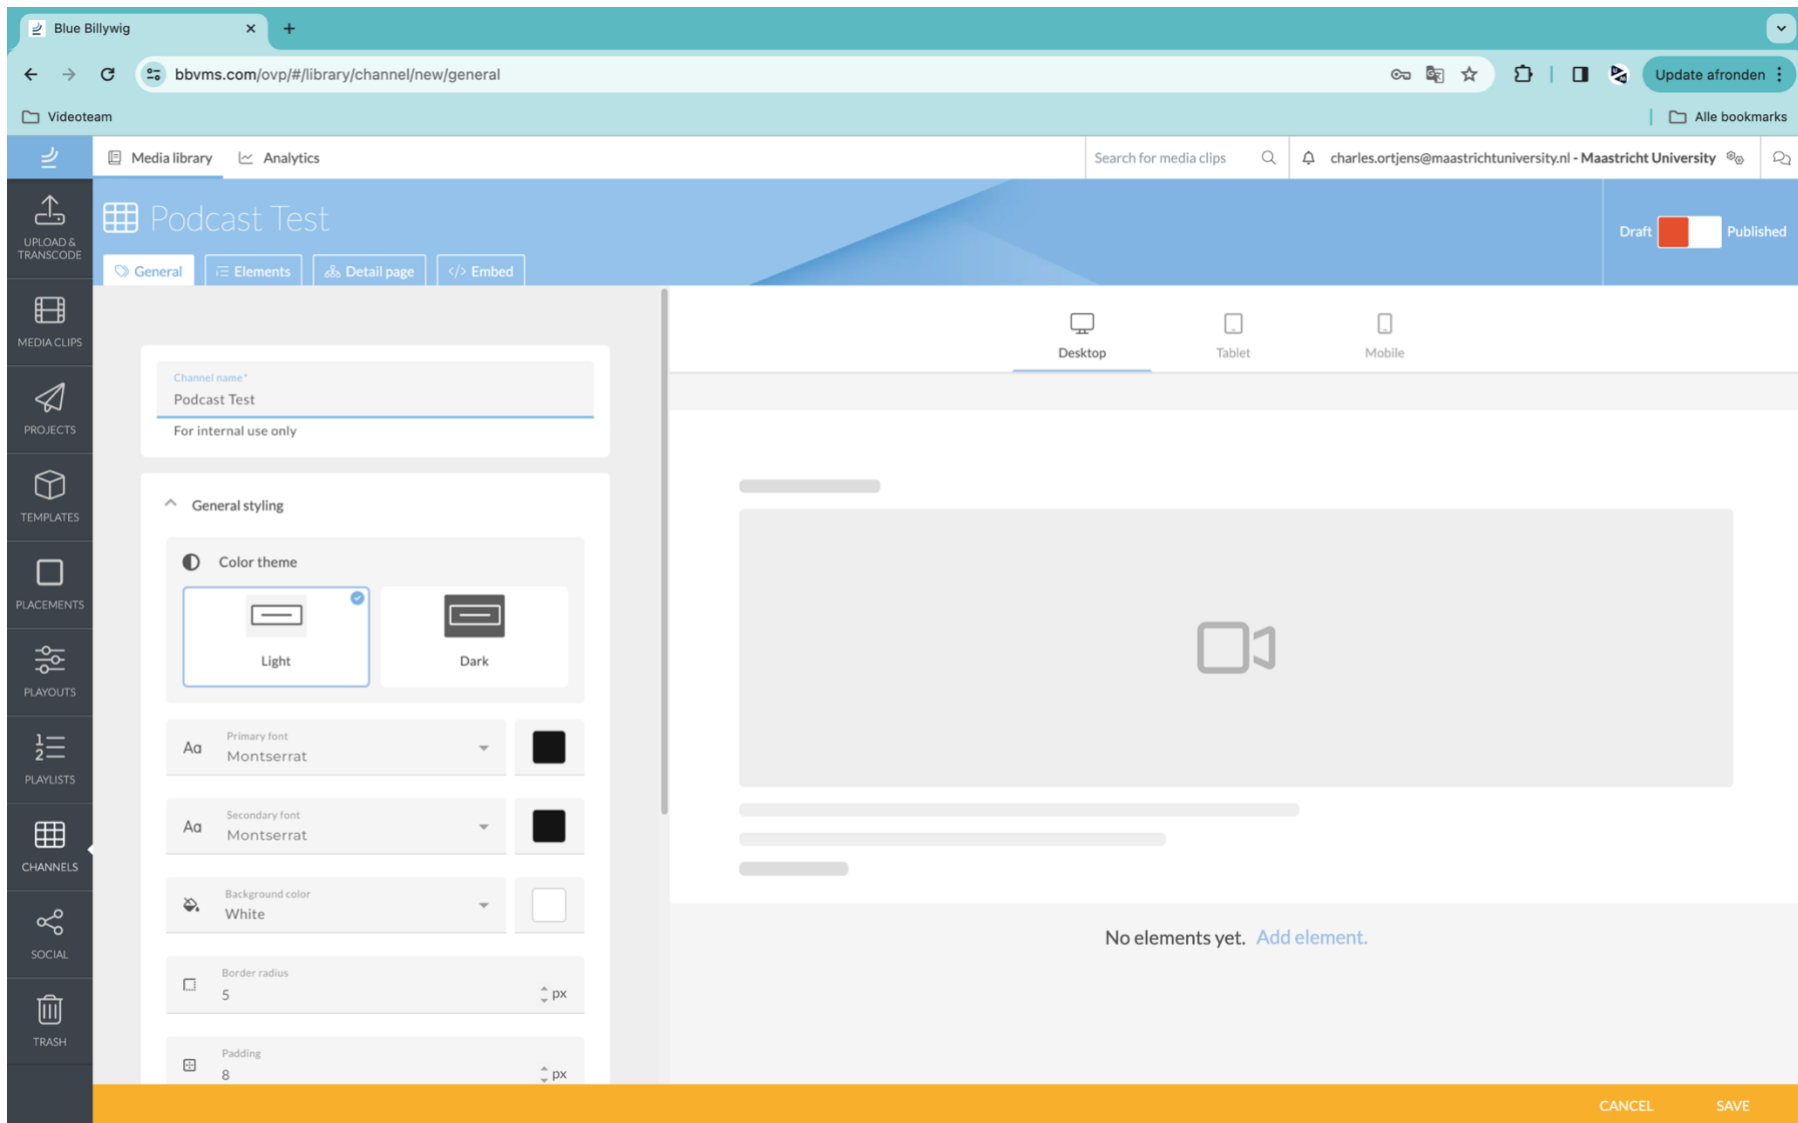 Blue Billywig
bbvms.com/ovp/#/library/channel/new/general
Update afronden
Videoteam
Alle bookmarks
Media library
Analytics
Search for media clips
charles.ortjens@maastrichtuniversity.nl - Maastricht University
UPLOAD &
TRANSCODE
MEDIA CLIPS
PROJECTS
TEMPLATES
PLACEMENTS
PLAYOUTS
PLAYLISTS
CHANNELS
SOCIAL
TRASH
Podcast Test
Draft
Published
General
Elements
Detail page
</> Embed
Channel name*
Podcast Test
For internal use only
General styling
Color theme
Light
Dark
Aa
Primary font
Montserrat
Aa
Secondary font
Montserrat
Background color
White
Border radius
5
px
Padding
8
px
Desktop
Tablet
Mobile
No elements yet. Add element.
CANCEL
SAVE